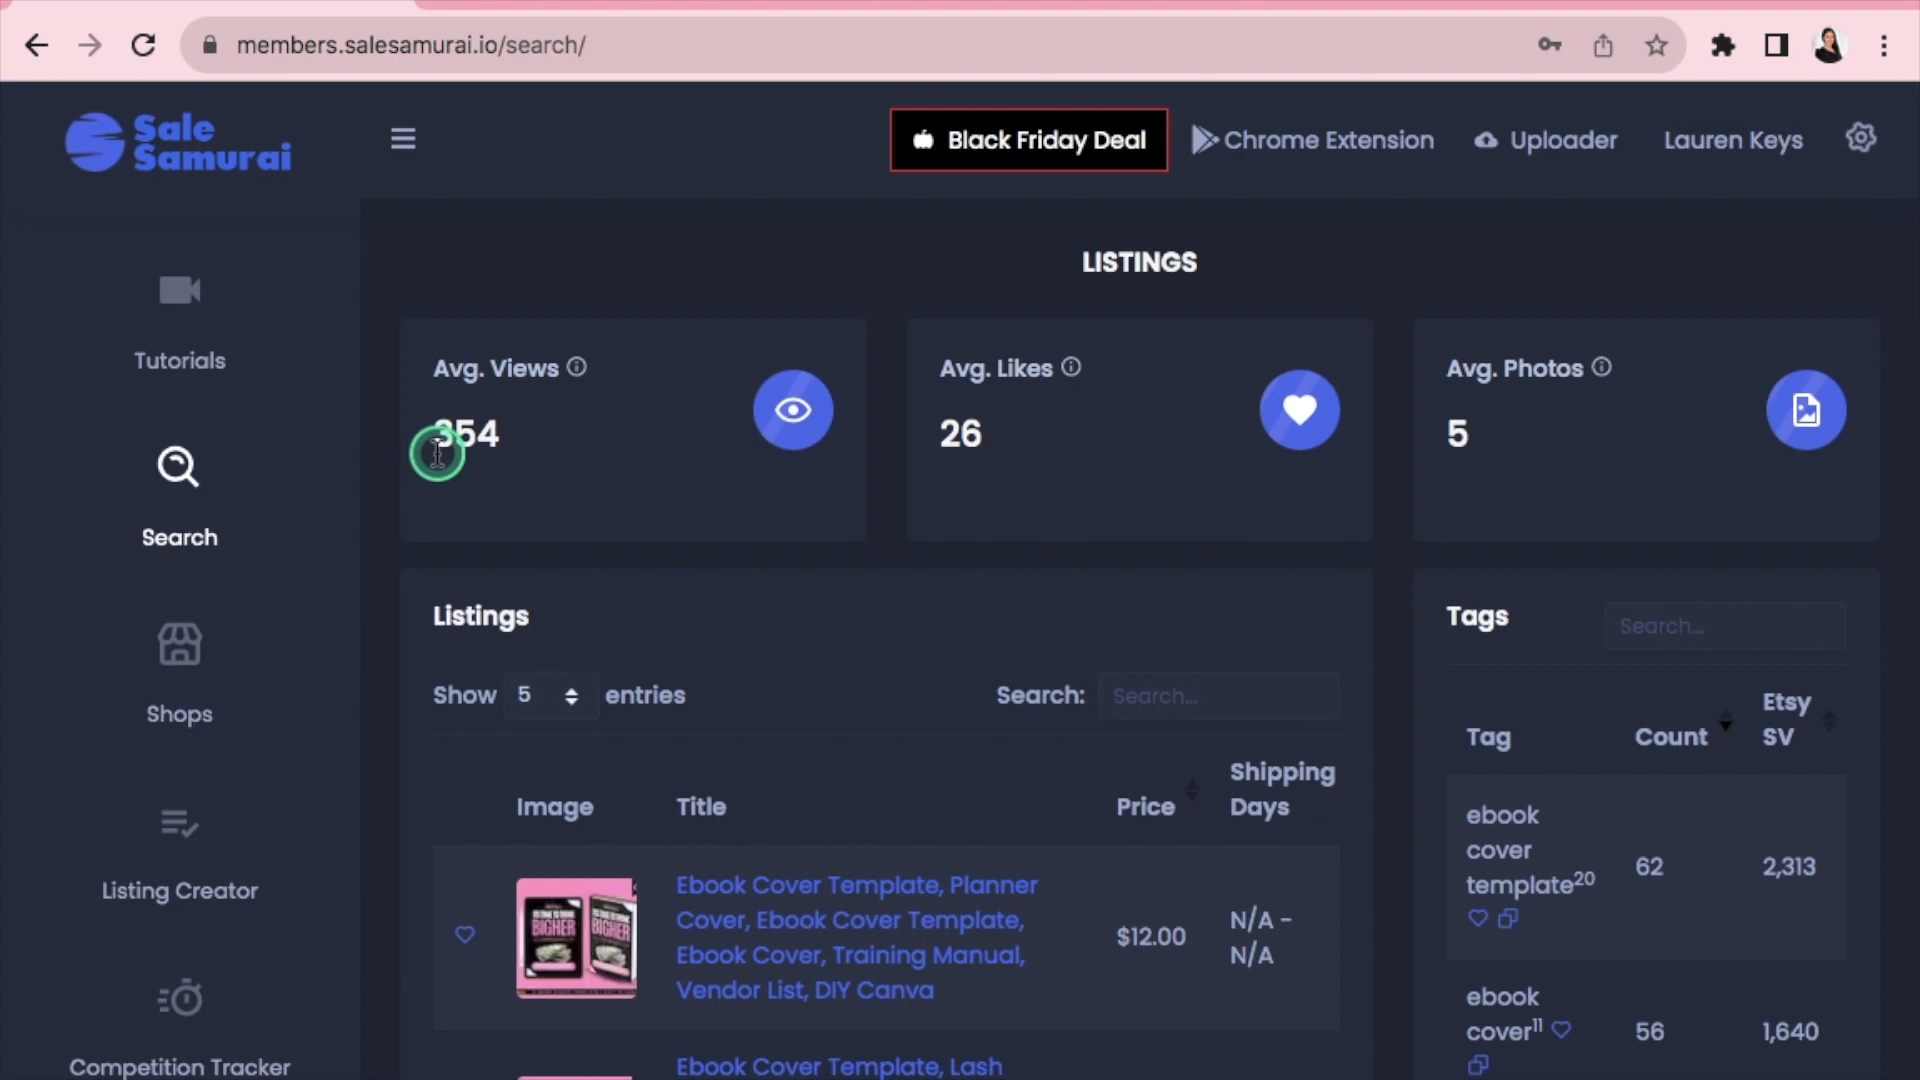 members.salesamurai.io/search/
Sale
Samurai
Black Friday Deal
Chrome Extension
Uploader
Lauren Keys
Tutorials
Search
Shops
Listing Creator
Competition Tracker
LISTINGS
Avg. Views
354
Avg. Likes
26
Avg. Photos
5
Listings
Show 5 entries
Search: Search...
Image Title Price Shipping Days
BIGHER
BIGHER
Ebook Cover Template, Planner
Cover, Ebook Cover Template,
Ebook Cover, Training Manual,
Vendor List, DIY Canva
$12.00
N/A -
N/A
Ebook Cover Template, Lash
Tags
Search...
Tag Count Etsy SV
ebook
cover
template20
62
2,313
ebook
cover11
56
1,640